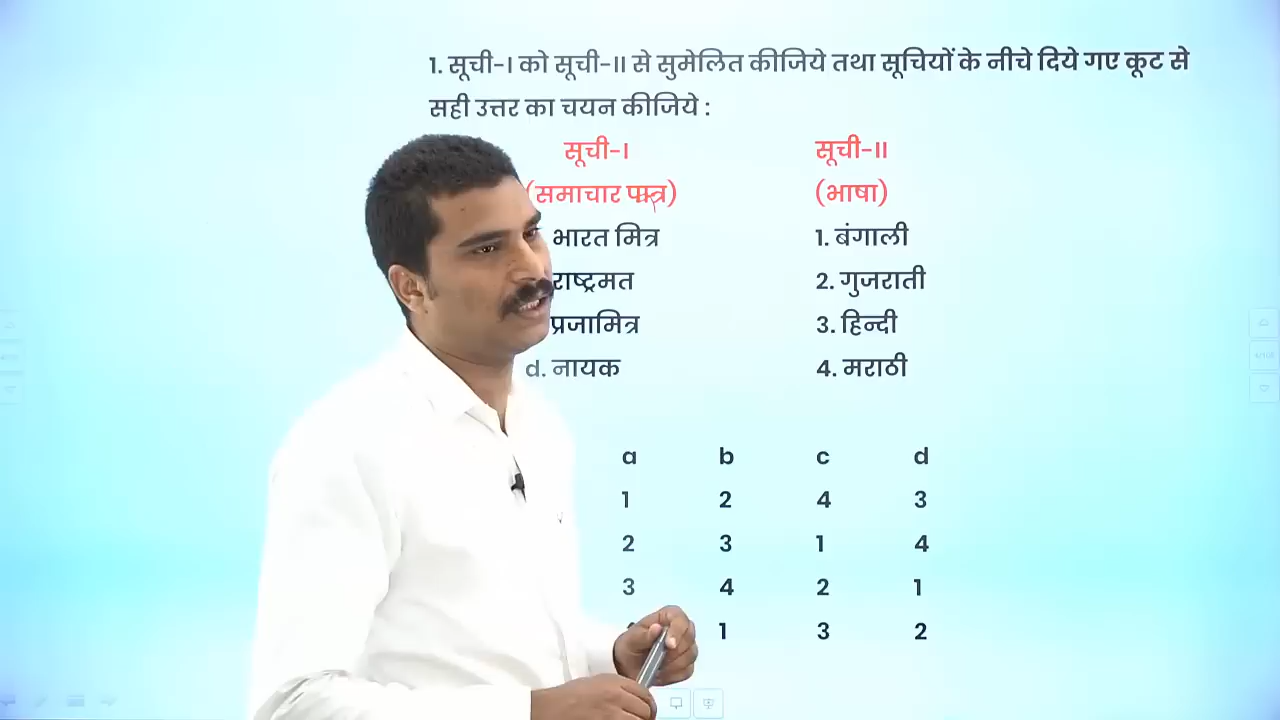 1. सूची-I को सूची-II से सुमेलित कीजिये तथा सूचियों के नीचे दिये गए कूट से
सही उत्तर का चयन कीजिये :
सूची-I सूची-II
(समाचार पत्र) (भाषा)
भारत मित्र 1. बंगाली
राष्ट्रमत 2. गुजराती
प्रजामित्र 3. हिन्दी
d. नायक 4. मराठी
a b c d
1 2 4 3
2 3 1 4
3 4 2 1
1 3 2